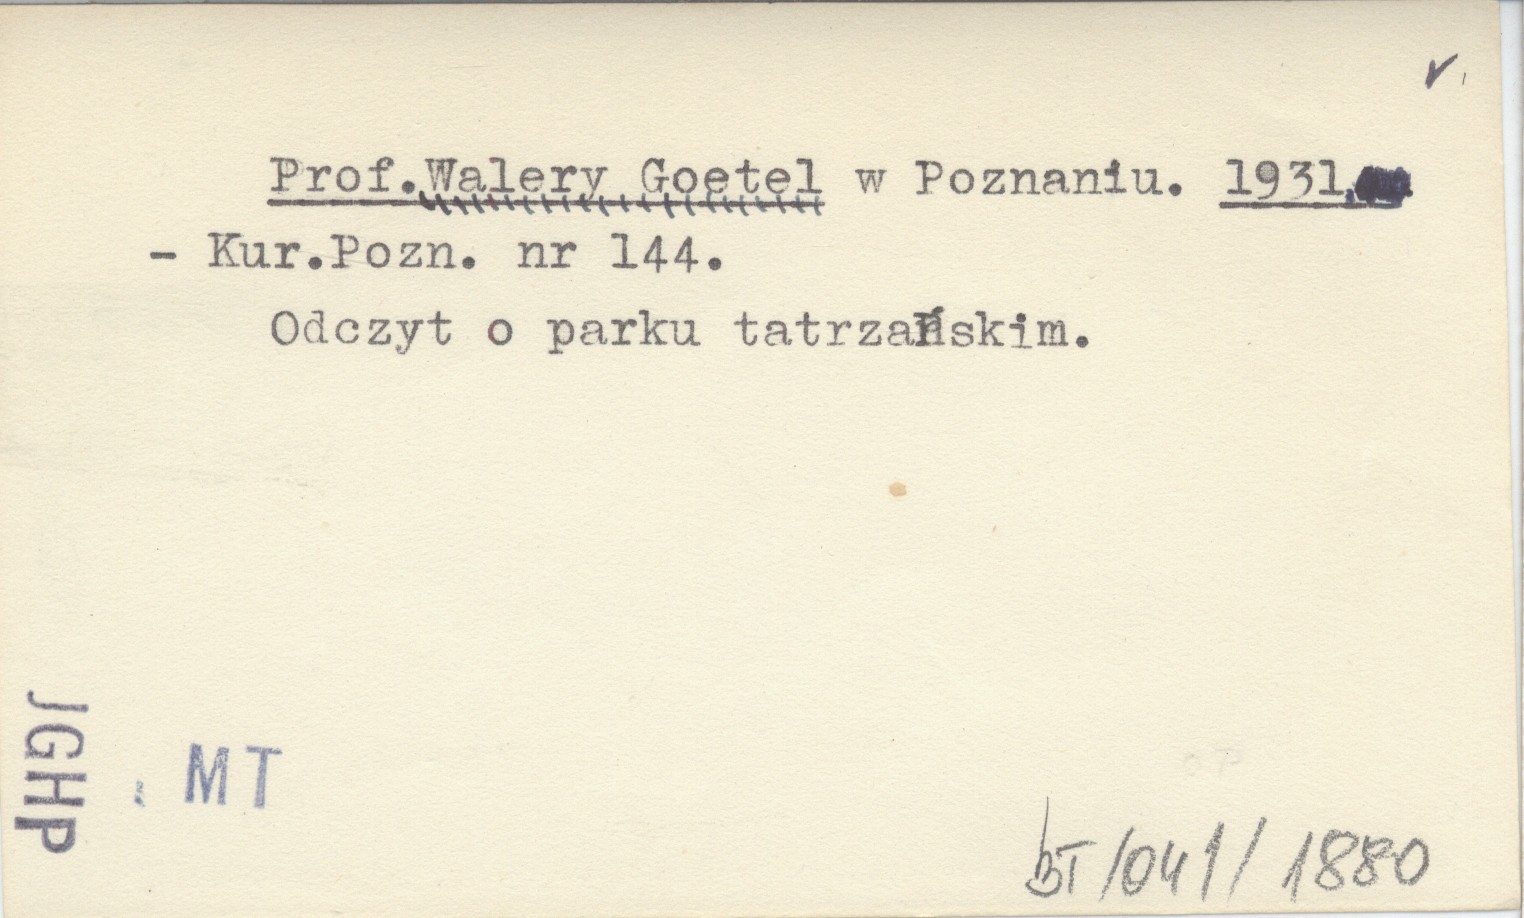 Prof.Walery Goetel w Poznaniu. 1931.
- Kur.Pozn. nr 144.
Odczyt o parku tatrzańskim.
JGHP
MT
BT/041/1880